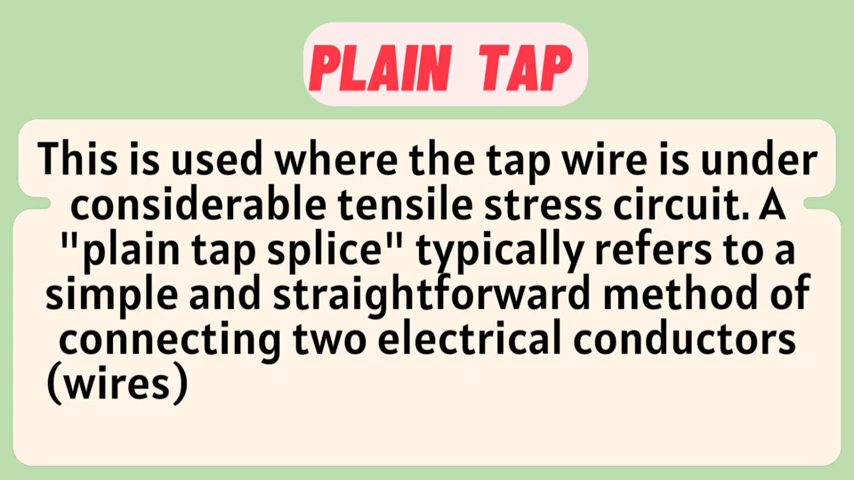 PLAIN TAP
This is used where the tap wire is under
considerable tensile stress circuit. A
"plain tap splice" typically refers to a
simple and straightforward method of
connecting two electrical conductors
(wires)